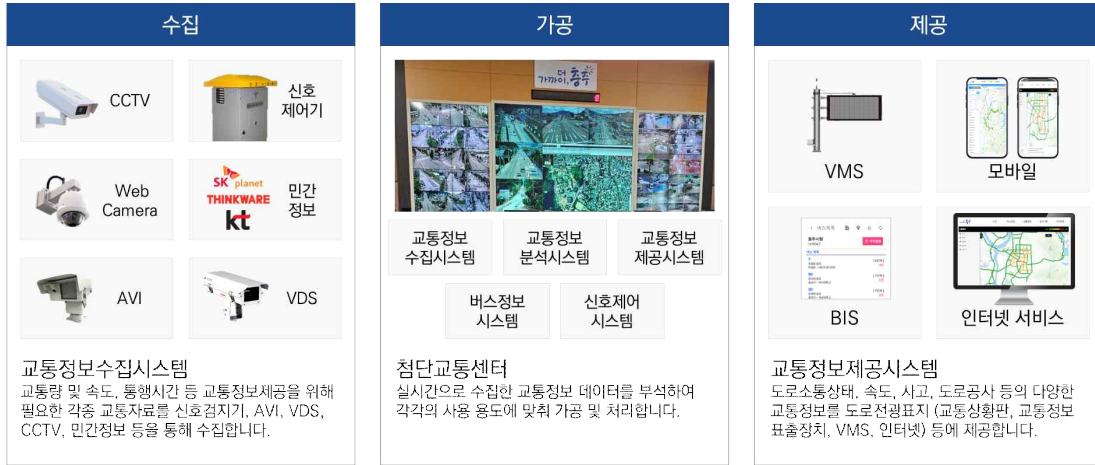 수집
CCTV
신호
제어기
Web
Camera
SK planet
THINKWARE
kt
민간
정보
AVI
VDS
교통정보수집시스템
교통량 및 속도, 통행시간 등 교통정보제공을 위해
필요한 각종 교통자료를 신호검지기, AVI, VDS,
CCTV, 민간정보 등을 통해 수집합니다.
가공
더
가까이, 충주
교통정보
수집시스템
교통정보
분석시스템
교통정보
제공시스템
버스정보
시스템
신호제어
시스템
첨단교통센터
실시간으로 수집한 교통정보 데이터를 부석하여
각각의 사용 용도에 맞춰 가공 및 처리합니다.
제공
VMS
모바일
버스목록
BIS
인터넷 서비스
교통정보제공시스템
도로소통상태, 속도, 사고, 도로공사 등의 다양한
교통정보를 도로전광표지 (교통상황판, 교통정보
표출장치, VMS, 인터넷) 등에 제공합니다.